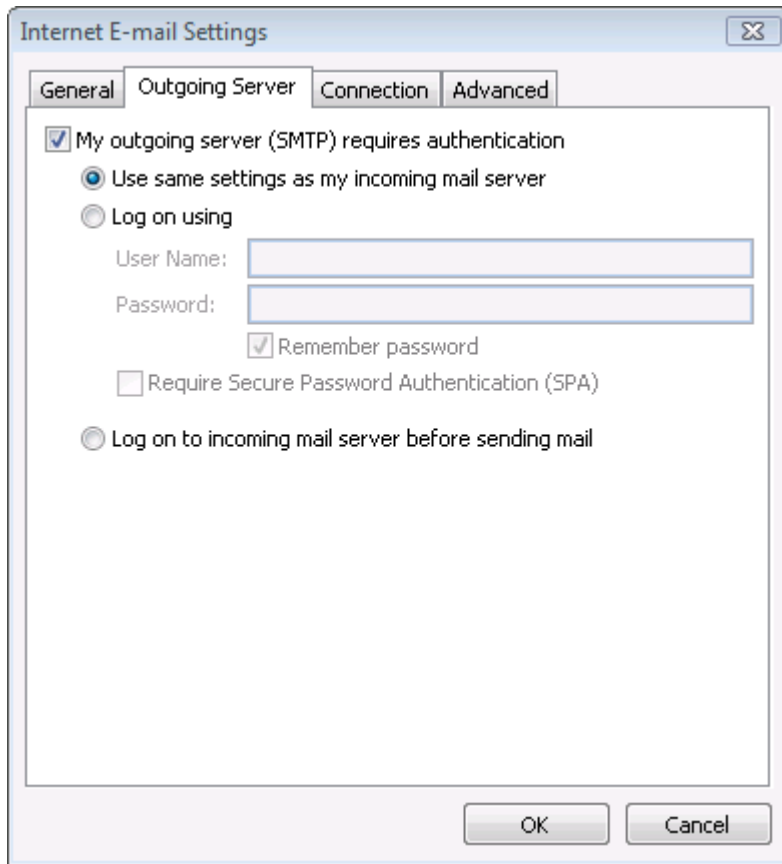 Internet E-mail Settings
General Outgoing Server Connection Advanced
My outgoing server (SMTP) requires authentication
Use same settings as my incoming mail server
Log on using
User Name:
Password:
Remember password
Require Secure Password Authentication (SPA)
Log on to incoming mail server before sending mail
OK Cancel